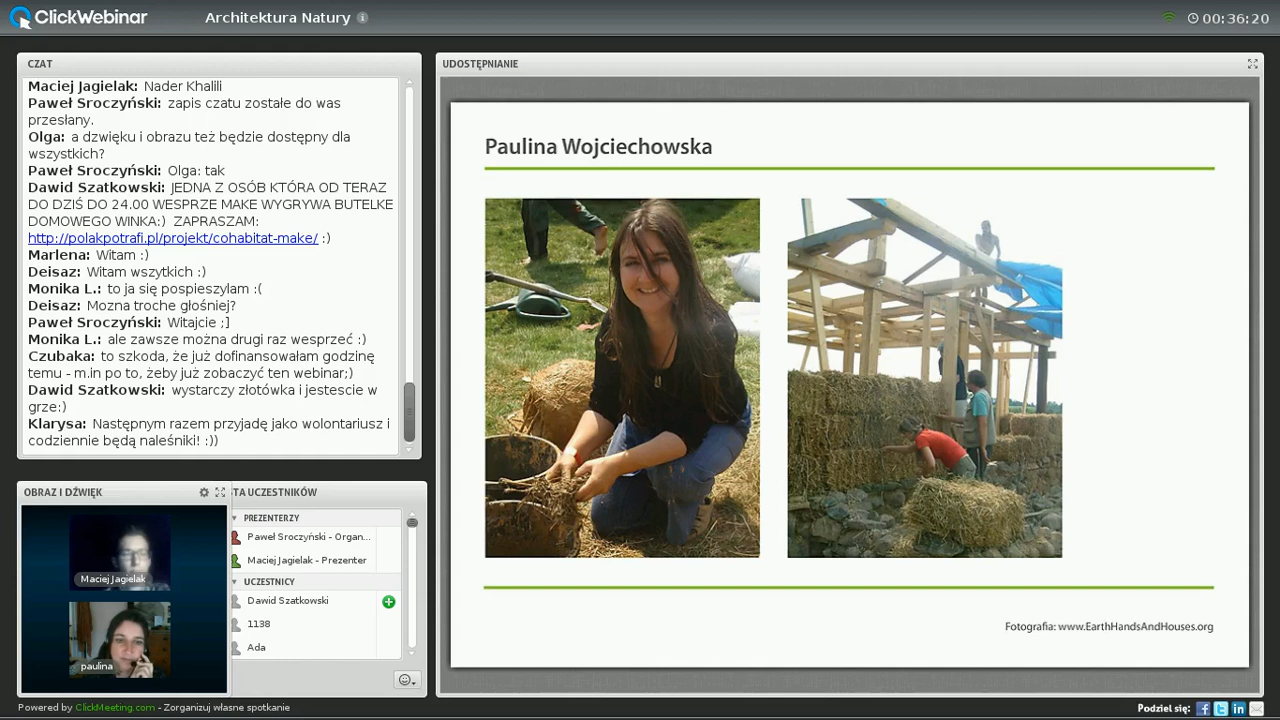 ClickWebinar
Architektura Natury
00:36:20
CZAT
Maciej Jagielak: Nader Khalili
Paweł Sroczyński: zapis czatu zostałe do was
przesłany.
Olga: a dzwięku i obrazu też będzie dostępny dla
wszystkich?
Paweł Sroczyński: Olga: tak
Dawid Szatkowski: JEDNA Z OSÓB KTÓRA OD TERAZ
DO DZIŚ DO 24.00 WESPRZE MAKE WYGRYWA BUTELKE
DOMOWEGO WINKA:) ZAPRASZAM:
http://polakpotrafi.pl/projekt/cohabitat-make/ :)
Marlena: Witam :)
Deisaz: Witam wszytkich :)
Monika L.: to ja się pospieszylam :(
Deisaz: Mozna troche głośniej?
Paweł Sroczyński: Witajcie ;]
Monika L.: ale zawsze można drugi raz wesprzeć :)
Czubaka: to szkoda, że już dofinansowałam godzinę
temu - m.in po to, żeby już zobaczyć ten webinar;)
Dawid Szatkowski: wystarczy złotówka i jestescie w
grze:)
Klarysa: Następnym razem przyjadę jako wolontariusz i
codziennie będą naleśniki! :))
OBRAZ I DŹWIĘK
Maciej Jagielak
paulina
TA UCZESTNIKÓW
PREZENTERZY
Paweł Sroczyński - Organ...
Maciej Jagielak - Prezenter
UCZESTNICY
Dawid Szatkowski
1138
Ada
UDOSTĘPNIANIE
Paulina Wojciechowska
Fotografia: www.EarthHandsAndHouses.org
Powered by ClickMeeting.com - Zorganizuj własne spotkanie
Podziel się: